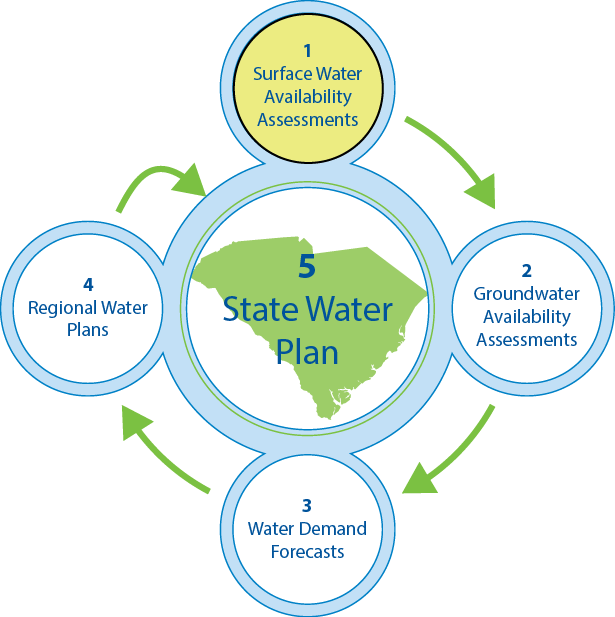 1
Surface Water
Availability
Assessments
2
Groundwater
Availability
Assessments
3
Water Demand
Forecasts
4
Regional Water
Plans
5
State Water
Plan